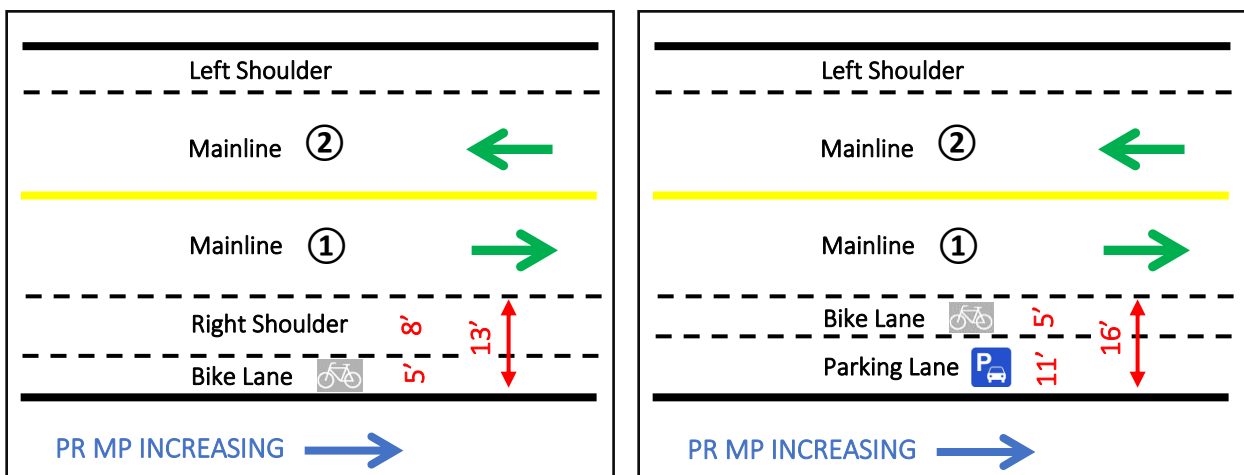 Left Shoulder
Mainline ②
Mainline ①
Right Shoulder 8’
13’
Bike Lane 5’
PR MP INCREASING
Left Shoulder
Mainline ②
Mainline ①
Bike Lane 5’
16’
Parking Lane P 11’
PR MP INCREASING